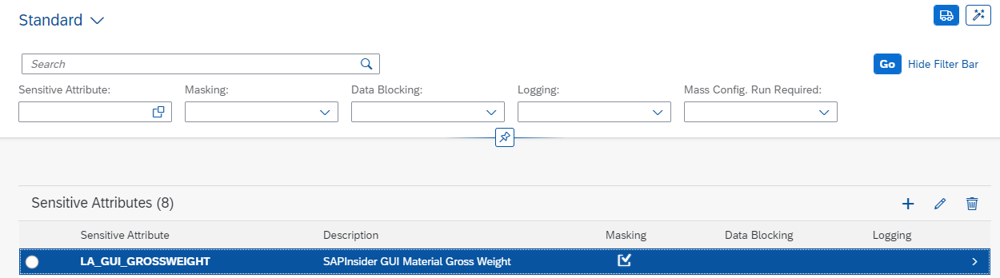 Standard
Search
Go Hide Filter Bar
Sensitive Attribute: Masking: Data Blocking: Logging: Mass Config. Run Required:
Sensitive Attributes (8)
Sensitive Attribute Description Masking Data Blocking Logging
LA_GUI_GROSSWEIGHT SAPInsider GUI Material Gross Weight